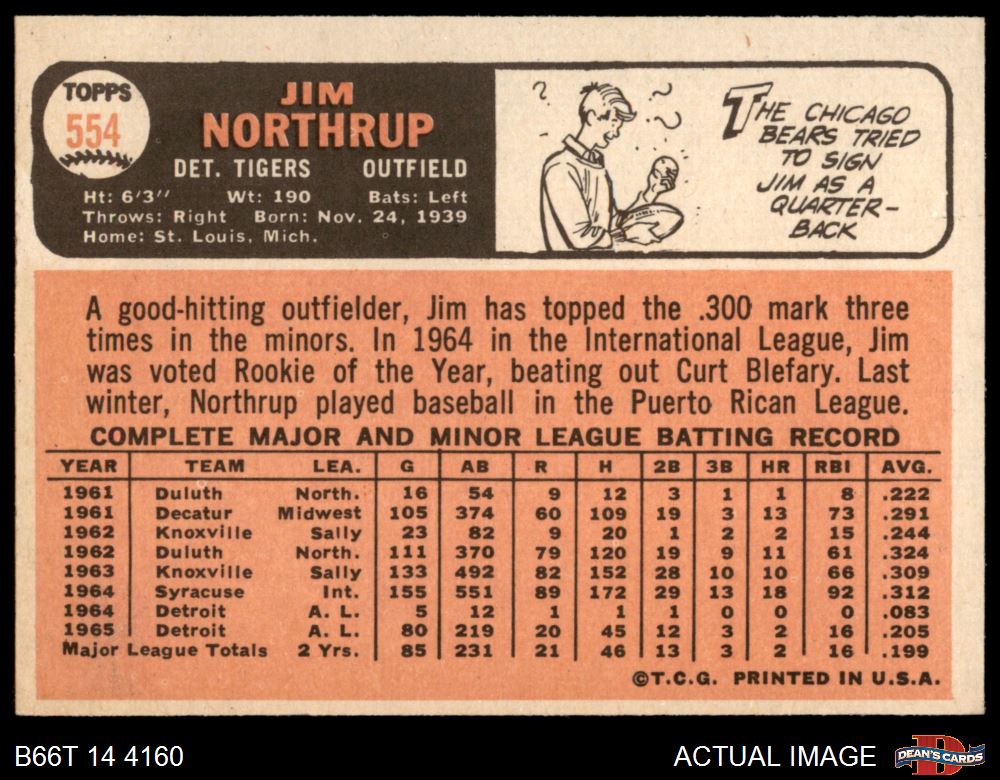 TOPPS
554
JIM
NORTHRUP
DET. TIGERS OUTFIELD
Ht: 6'3" Wt: 190 Bats: Left
Throws: Right Born: Nov. 24, 1939
Home: St. Louis, Mich.
? ? ?
THE CHICAGO
BEARS TRIED
TO SIGN
JIM AS A
QUARTER-
BACK
A good-hitting outfielder, Jim has topped the .300 mark three
times in the minors. In 1964 in the International League, Jim
was voted Rookie of the Year, beating out Curt Blefary. Last
winter, Northrup played baseball in the Puerto Rican League.
COMPLETE MAJOR AND MINOR LEAGUE BATTING RECORD
YEAR TEAM LEA. G AB R H 2B 3B HR RBI AVG.
1961 Duluth North. 16 54 9 12 3 1 1 8 .222
1961 Decatur Midwest 105 374 60 109 19 3 13 73 .291
1962 Knoxville Sally 23 82 9 20 1 2 2 15 .244
1962 Duluth North. 111 370 79 120 19 9 11 61 .324
1963 Knoxville Sally 133 492 82 152 28 10 10 66 .309
1964 Syracuse Int. 155 551 89 172 29 13 18 92 .312
1964 Detroit A. L. 5 12 1 1 1 0 0 0 .083
1965 Detroit A. L. 80 219 20 45 12 3 2 16 .205
Major League Totals 2 Yrs. 85 231 21 46 13 3 2 16 .199
©T.C.G. PRINTED IN U.S.A.
B66T 14 4160
ACTUAL IMAGE
DEAN'S CARDS